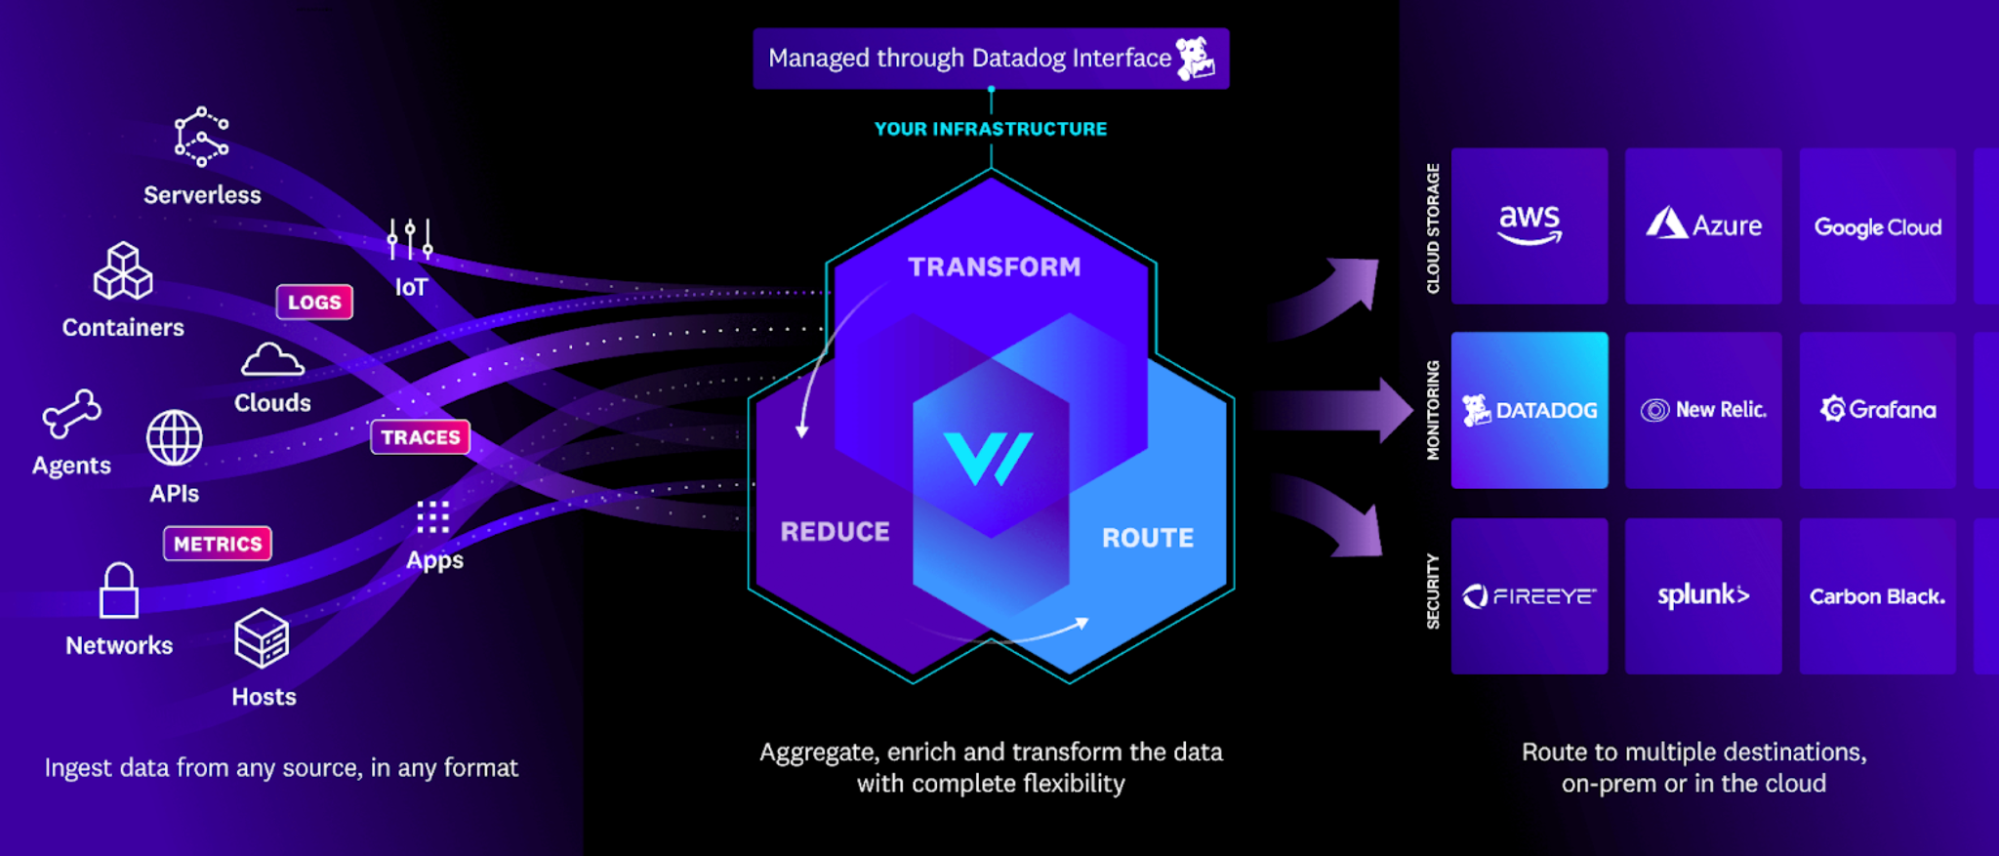 Managed through Datadog Interface
YOUR INFRASTRUCTURE
Serverless
IoT
Containers
LOGS
Clouds
Agents
APIs
TRACES
METRICS
Apps
Networks
Hosts
Ingest data from any source, in any format
TRANSFORM
REDUCE
ROUTE
Aggregate, enrich and transform the data
with complete flexibility
CLOUD STORAGE
aws
Azure
Google Cloud
MONITORING
DATADOG
New Relic.
Grafana
SECURITY
FIREEYE
splunk>
Carbon Black.
Route to multiple destinations,
on-prem or in the cloud